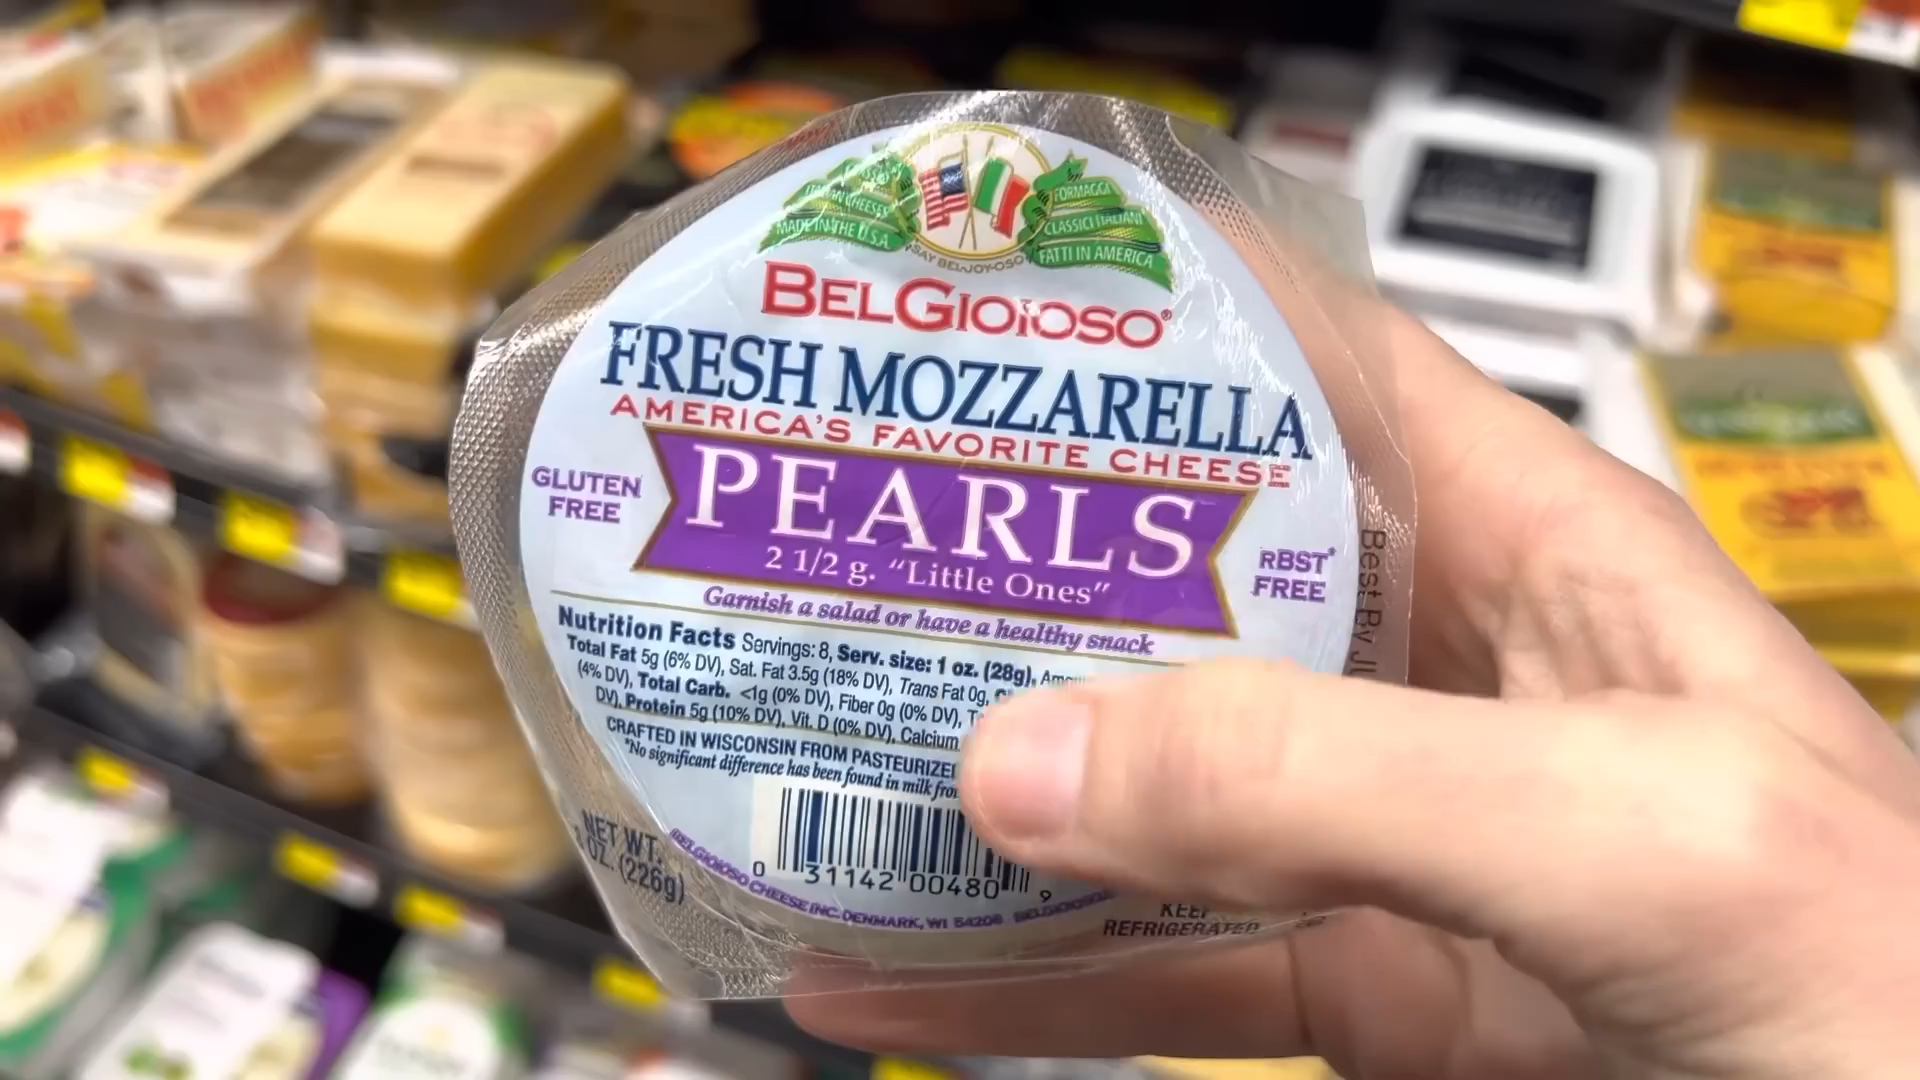 ITALIAN CHEESES
MADE IN THE U.S.A.
FORMAGGI
CLASSICI ITALIANI
FATTI IN AMERICA
"SAY BEL-JOY-OSO"
BELGIOIOSO®
FRESH MOZZARELLA
AMERICA'S FAVORITE CHEESE
GLUTEN
FREE
PEARLS
2 1/2 g. "Little Ones"
RBST*
FREE
Garnish a salad or have a healthy snack
Nutrition Facts Servings: 8, Serv. size: 1 oz. (28g),
Total Fat 5g (6% DV), Sat. Fat 3.5g (18% DV), Trans Fat 0g,
(4% DV), Total Carb. <1g (0% DV), Fiber 0g (0% DV),
DV), Protein 5g (10% DV), Vit. D (0% DV), Calcium
CRAFTED IN WISCONSIN FROM
*No significant difference has been found in milk
0 31142 00480 9
NET WT.
OZ. (226g)
BELGIOIOSO CHEESE INC. DENMARK, WI 54208
KEEP
REFRIGERATED
Best By